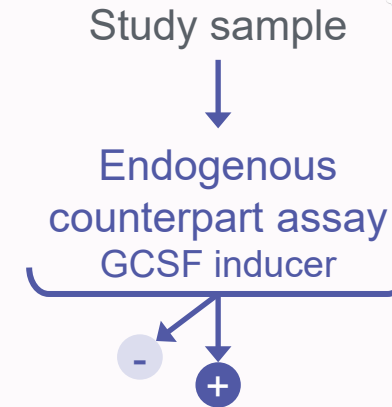 Study sample
Endogenous
counterpart assay
GCSF inducer
-
+